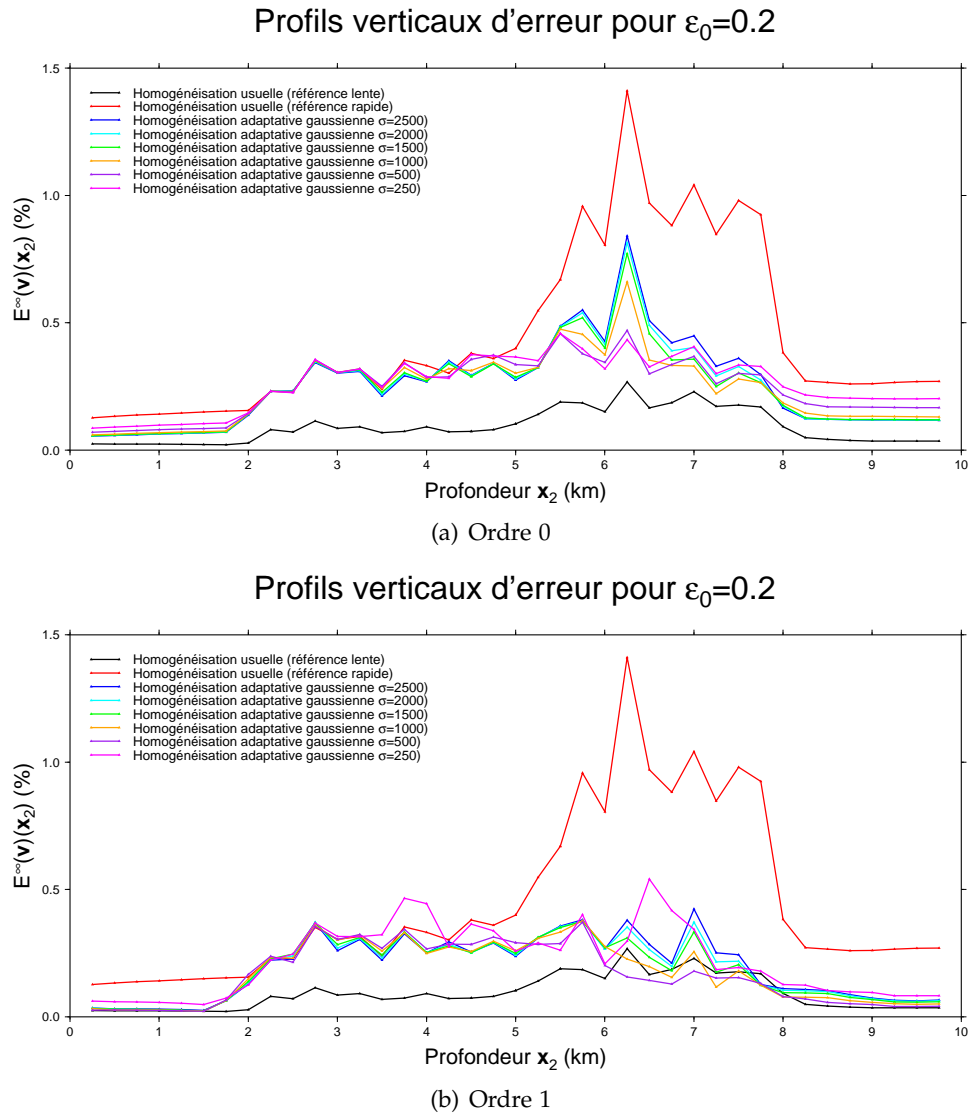 Profils verticaux d'erreur pour ε₀=0.2
1.5
1.0
0.5
0.0
E∞(v)(x₂) (%)
Homogénéisation usuelle (référence lente)
Homogénéisation usuelle (référence rapide)
Homogénéisation adaptative gaussienne σ=2500)
Homogénéisation adaptative gaussienne σ=2000)
Homogénéisation adaptative gaussienne σ=1500)
Homogénéisation adaptative gaussienne σ=1000)
Homogénéisation adaptative gaussienne σ=500)
Homogénéisation adaptative gaussienne σ=250)
0 1 2 3 4 5 6 7 8 9 10
Profondeur x₂ (km)
(a) Ordre 0
Profils verticaux d'erreur pour ε₀=0.2
1.5
1.0
0.5
0.0
E∞(v)(x₂) (%)
Homogénéisation usuelle (référence lente)
Homogénéisation usuelle (référence rapide)
Homogénéisation adaptative gaussienne σ=2500)
Homogénéisation adaptative gaussienne σ=2000)
Homogénéisation adaptative gaussienne σ=1500)
Homogénéisation adaptative gaussienne σ=1000)
Homogénéisation adaptative gaussienne σ=500)
Homogénéisation adaptative gaussienne σ=250)
0 1 2 3 4 5 6 7 8 9 10
Profondeur x₂ (km)
(b) Ordre 1